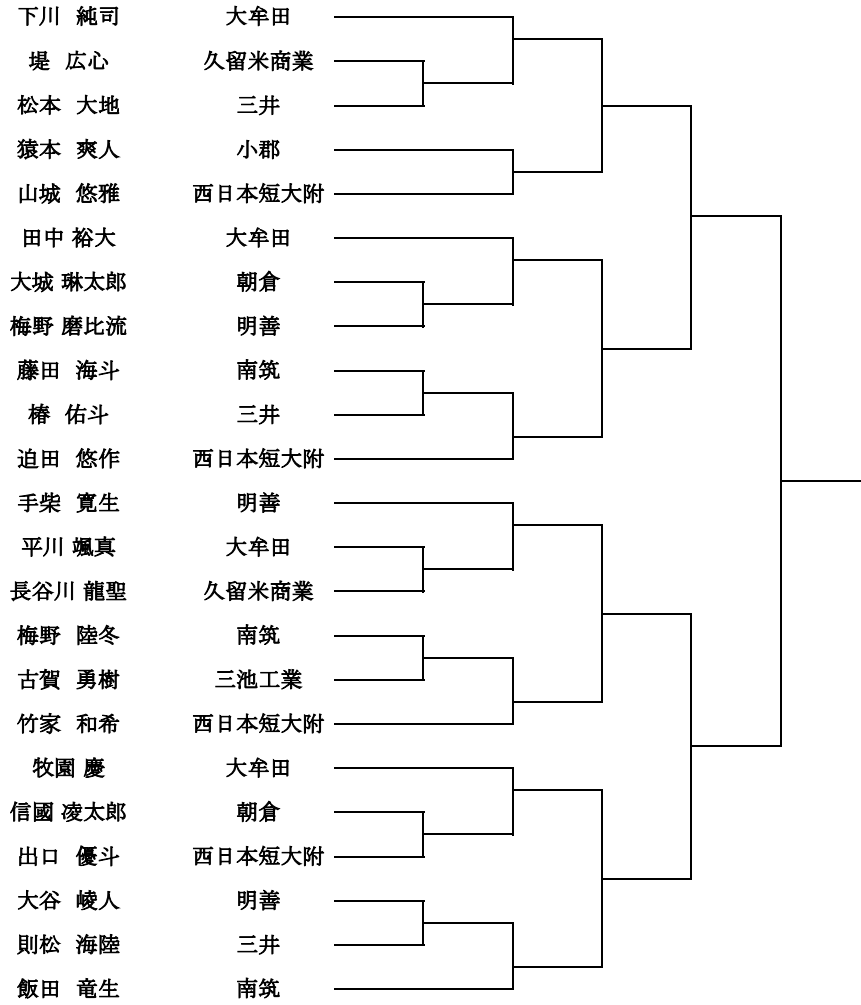 下川 純司 大牟田
堤 広心 久留米商業
松本 大地 三井
猿本 爽人 小郡
山城 悠雅 西日本短大附
田中 裕大 大牟田
大城 琳太郎 朝倉
梅野 磨比流 明善
藤田 海斗 南筑
椿 佑斗 三井
迫田 悠作 西日本短大附
手柴 寛生 明善
平川 颯真 大牟田
長谷川 龍聖 久留米商業
梅野 陸冬 南筑
古賀 勇樹 三池工業
竹家 和希 西日本短大附
牧園 慶 大牟田
信國 凌太郎 朝倉
出口 優斗 西日本短大附
大谷 崚人 明善
則松 海陸 三井
飯田 竜生 南筑